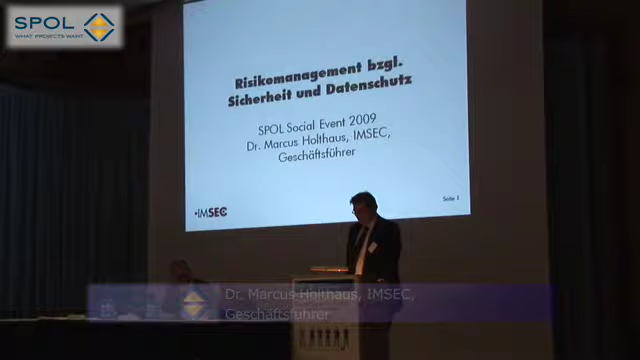 SPOL
WHAT PROJECTS WANT
Risikomanagement bzgl.
Sicherheit und Datenschutz
SPOL Social Event 2009
Dr. Marcus Holthaus, IMSEC,
Geschäftsführer
IMSEC
Seite 1
Dr. Marcus Holthaus, IMSEC,
Geschäftsführer